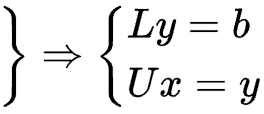 } ⇒ { Ly = b
Ux = y